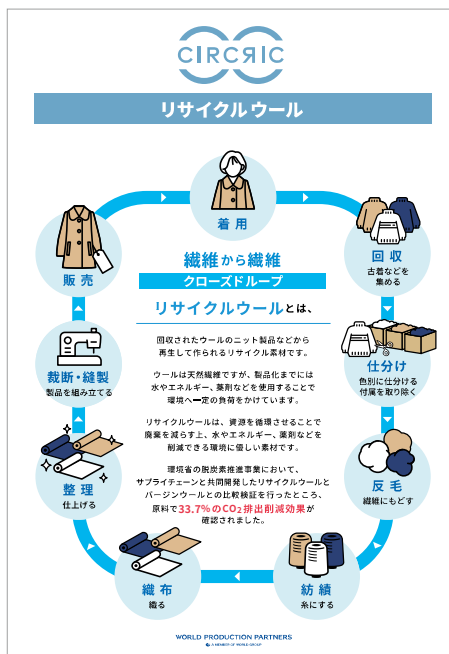 CIRCRIC
リサイクルウール
着用
回収
古着などを
集める
仕分け
色別に仕分ける
付属を取り除く
反毛
繊維にもどす
紡績
糸にする
織布
織る
整理
仕上げる
裁断・縫製
製品を組み立てる
販売
繊維から繊維
クローズドループ
リサイクルウールとは、
回収されたウールのニット製品などから
再生して作られるリサイクル素材です。
ウールは天然繊維ですが、製品化までには
水やエネルギー、薬剤などを使用することで
環境へ一定の負荷をかけています。
リサイクルウールは、資源を循環させることで
廃棄を減らす上、水やエネルギー、薬剤などを
削減できる環境に優しい素材です。
環境省の脱炭素推進事業において、
サプライチェーンと共同開発したリサイクルウールと
バージンウールとの比較検証を行ったところ、
原料で33.7%のCO₂排出削減効果が
確認されました。
WORLD PRODUCTION PARTNERS
A MEMBER OF WORLD GROUP